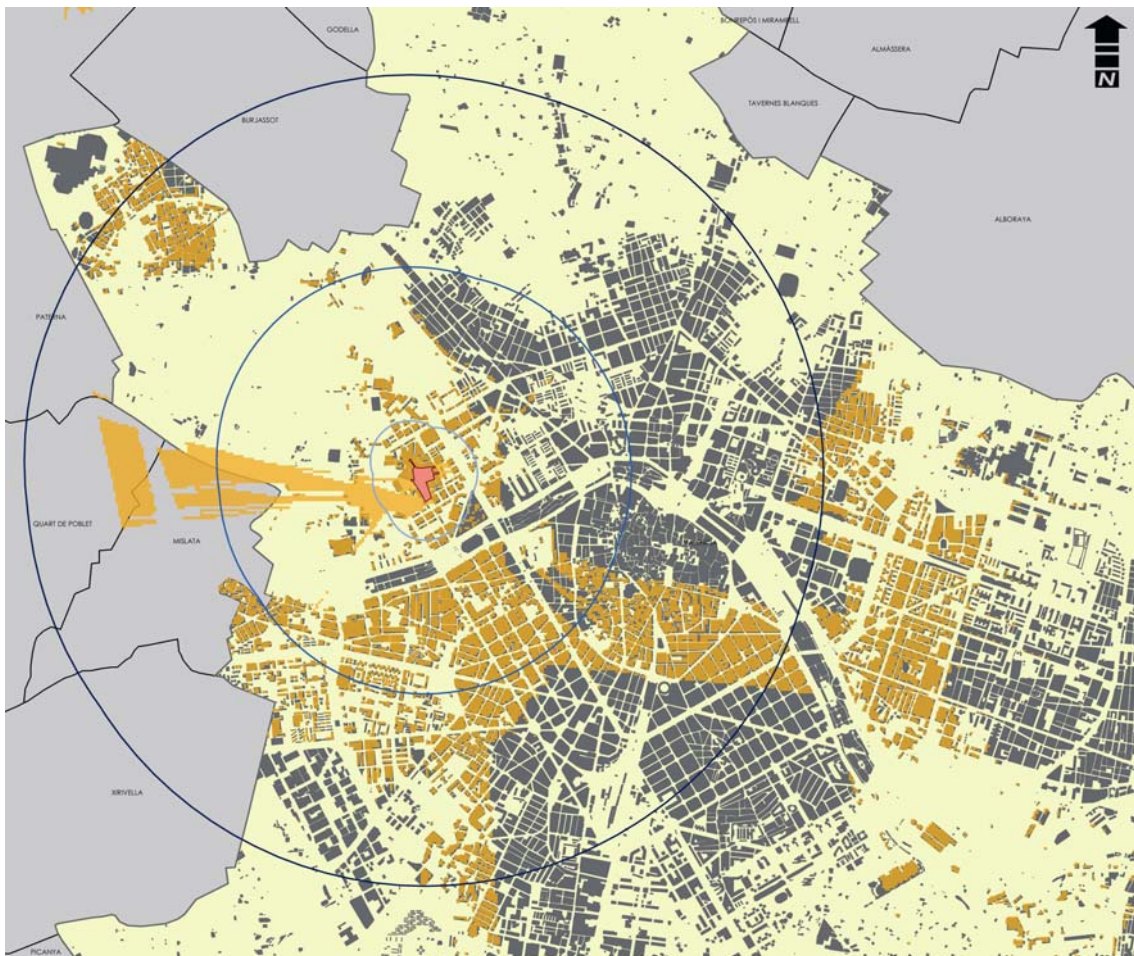 BONREPÒS I MIRAMBELL
GODELLA
ALMÀSSERA
N
TAVERNES BLANQUES
BURJASSOT
ALBORAYA
PATERNA
QUART DE POBLET
MISLATA
XIRIVELLA
PICANYA